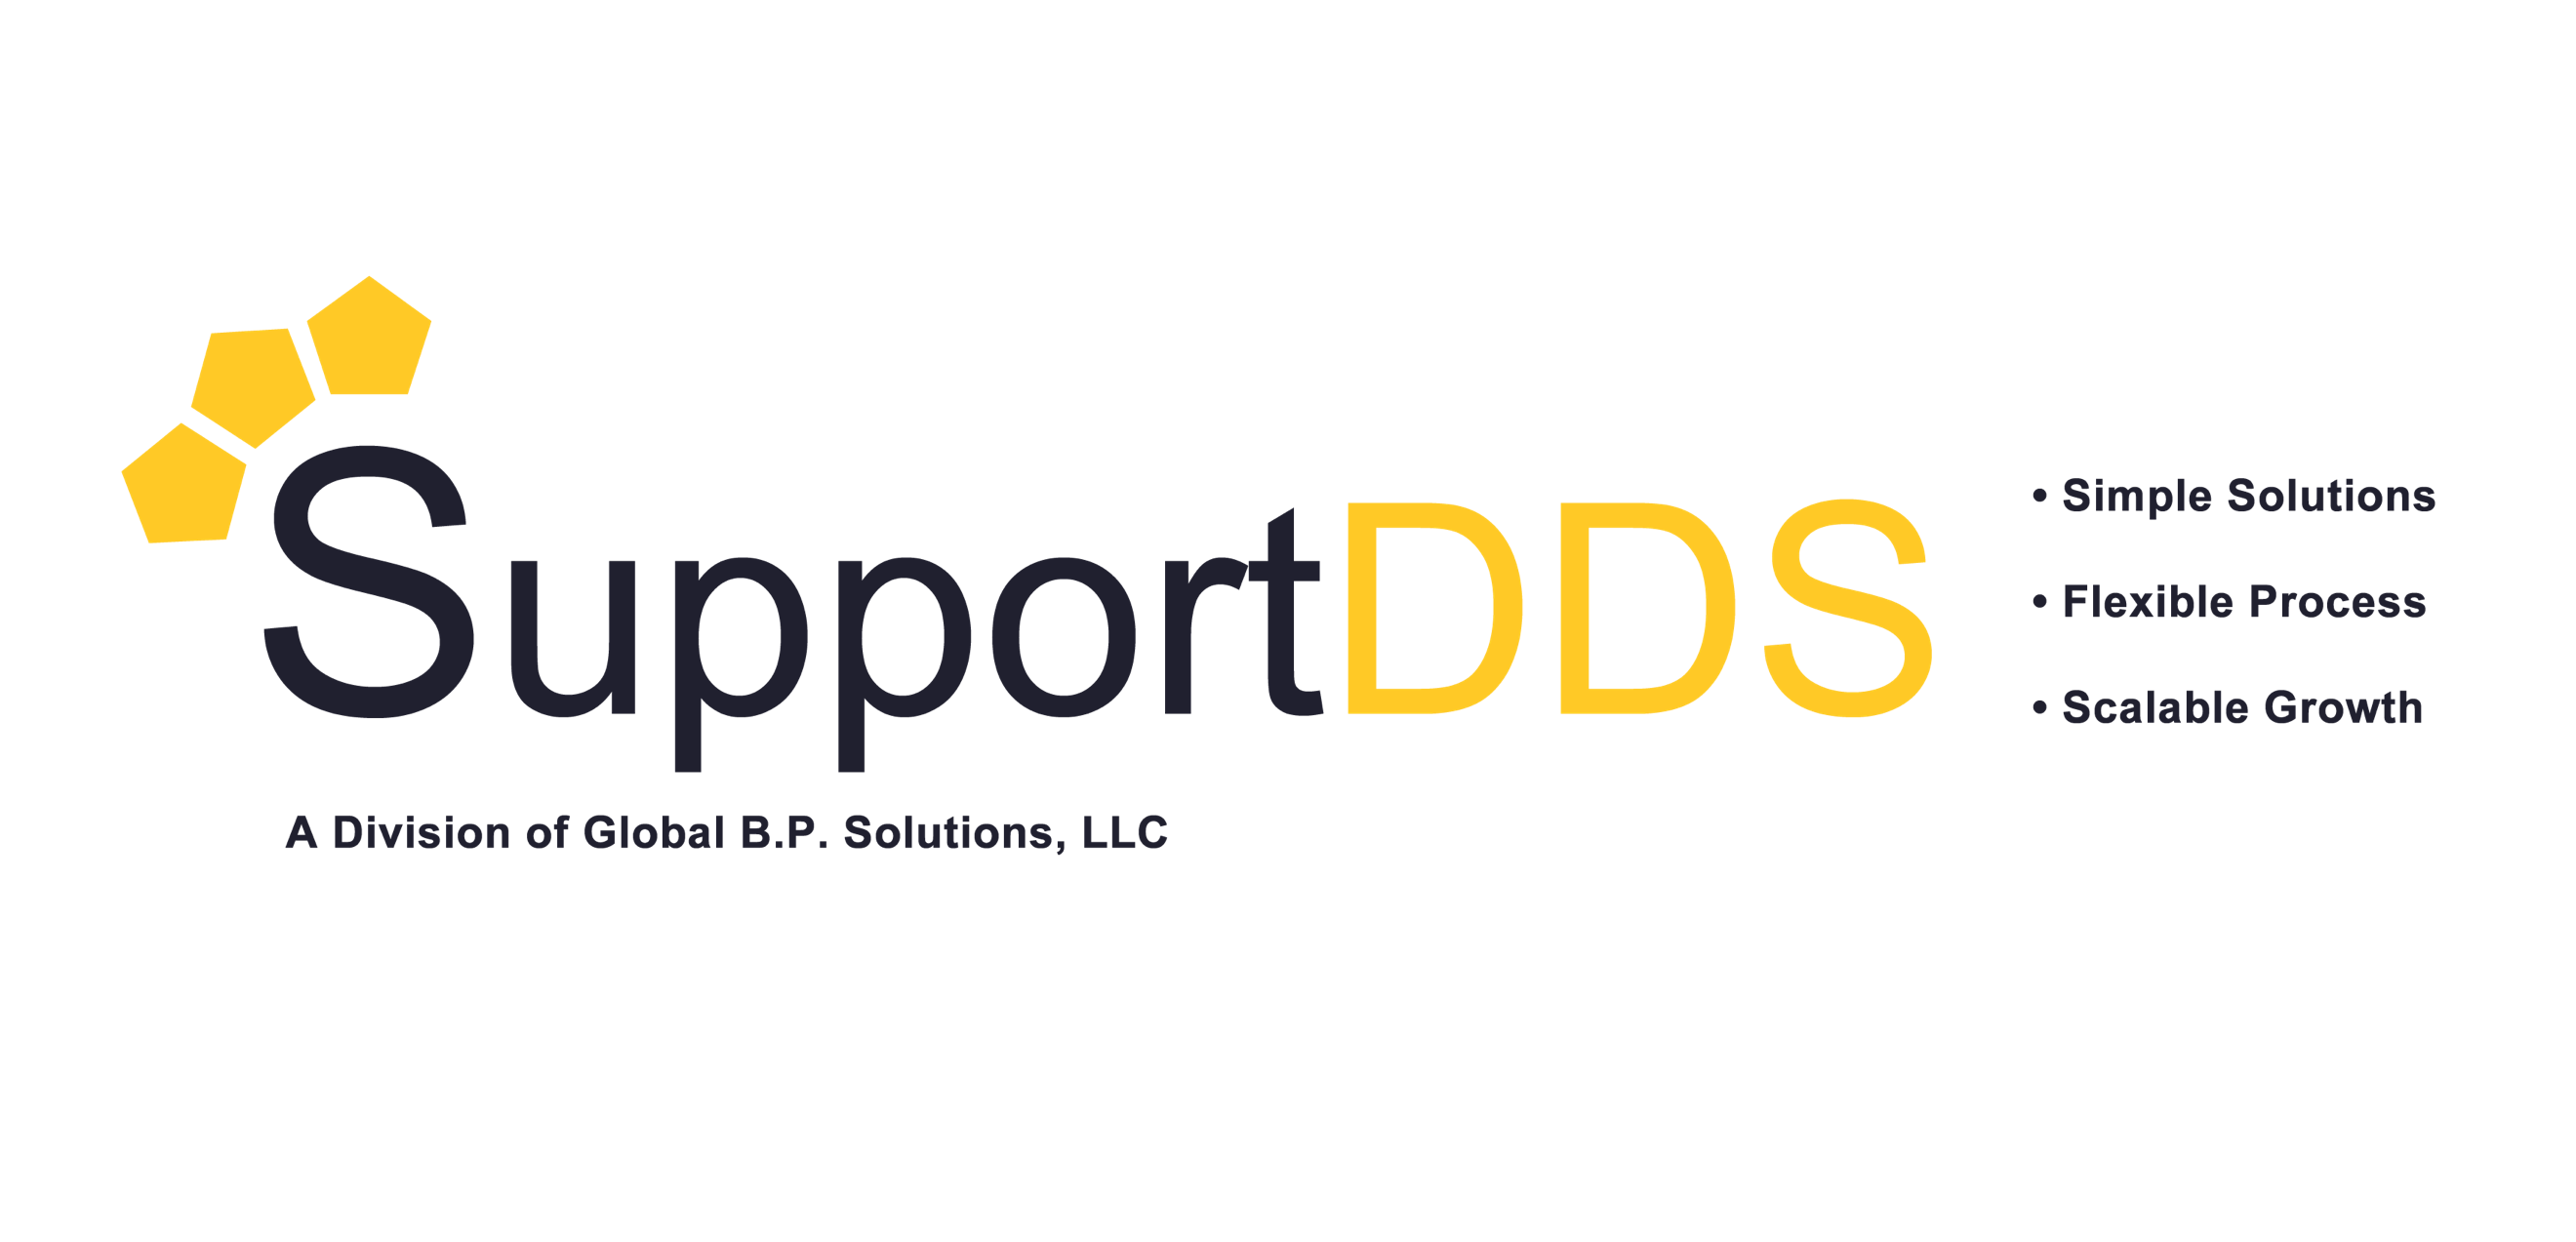 SupportDDS
A Division of Global B.P. Solutions, LLC
• Simple Solutions
• Flexible Process
• Scalable Growth